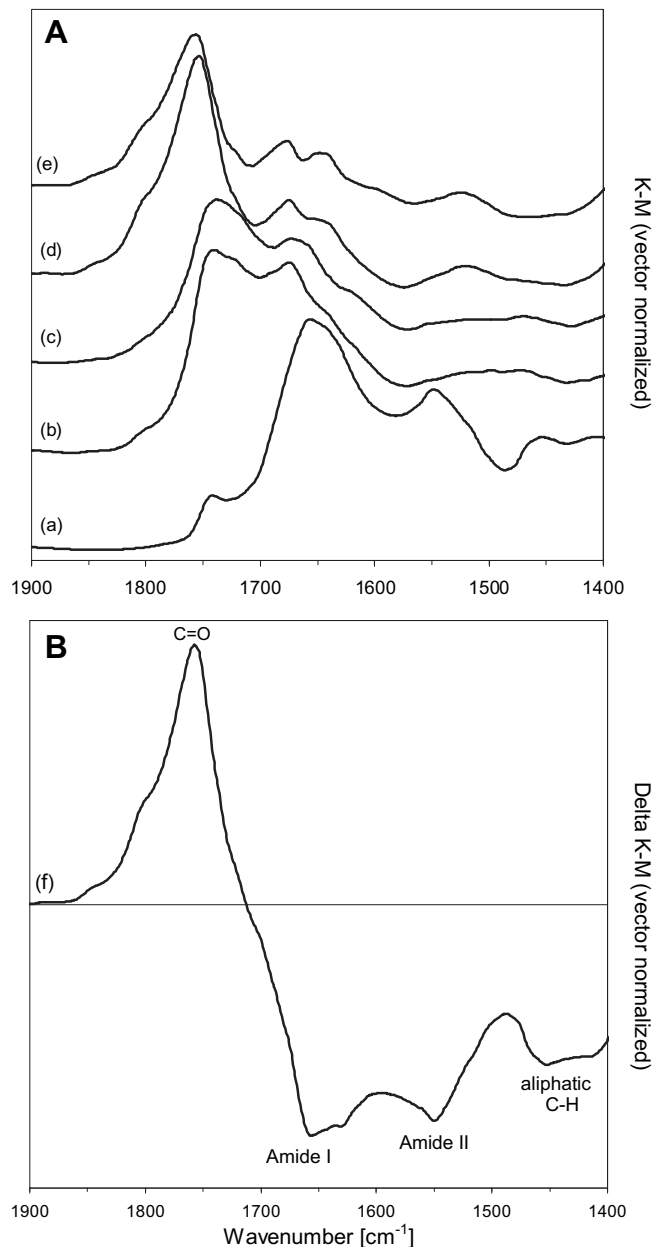 A
(e)
(d)
(c)
(b)
(a)
K-M (vector normalized)
1900 1800 1700 1600 1500 1400
B
C=O
(f)
Delta K-M (vector normalized)
aliphatic
C-H
Amide I
Amide II
1900 1800 1700 1600 1500 1400
Wavenumber [cm⁻¹]